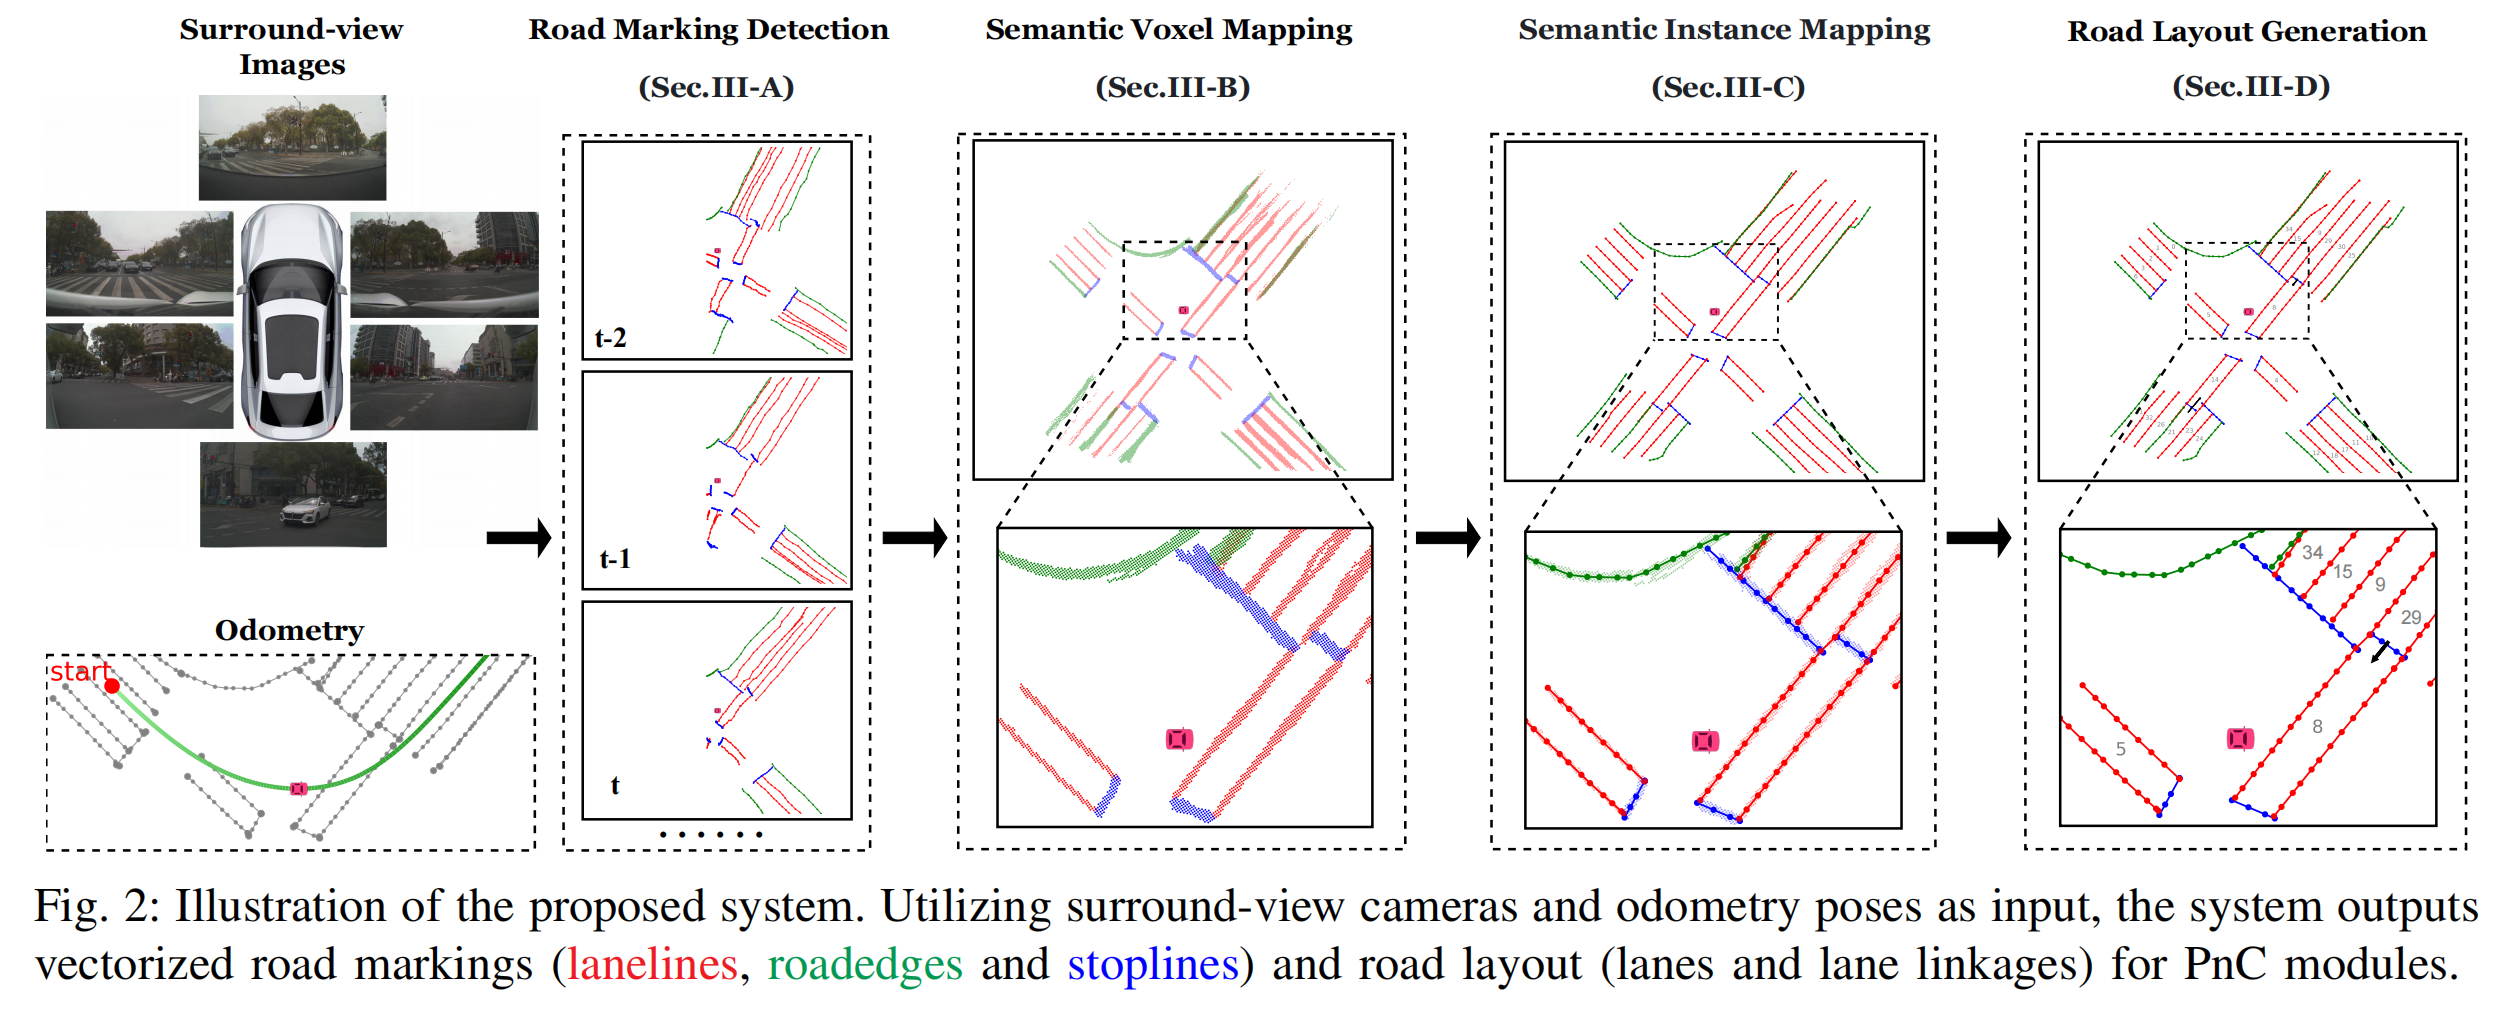 Surround-view
Images
Road Marking Detection
(Sec.III-A)
Semantic Voxel Mapping
(Sec.III-B)
Semantic Instance Mapping
(Sec.III-C)
Road Layout Generation
(Sec.III-D)
t-2
t-1
t
......
Odometry
start
34
15
9
29
8
5
Fig. 2: Illustration of the proposed system. Utilizing surround-view cameras and odometry poses as input, the system outputs
vectorized road markings (lanelines, roadedges and stoplines) and road layout (lanes and lane linkages) for PnC modules.